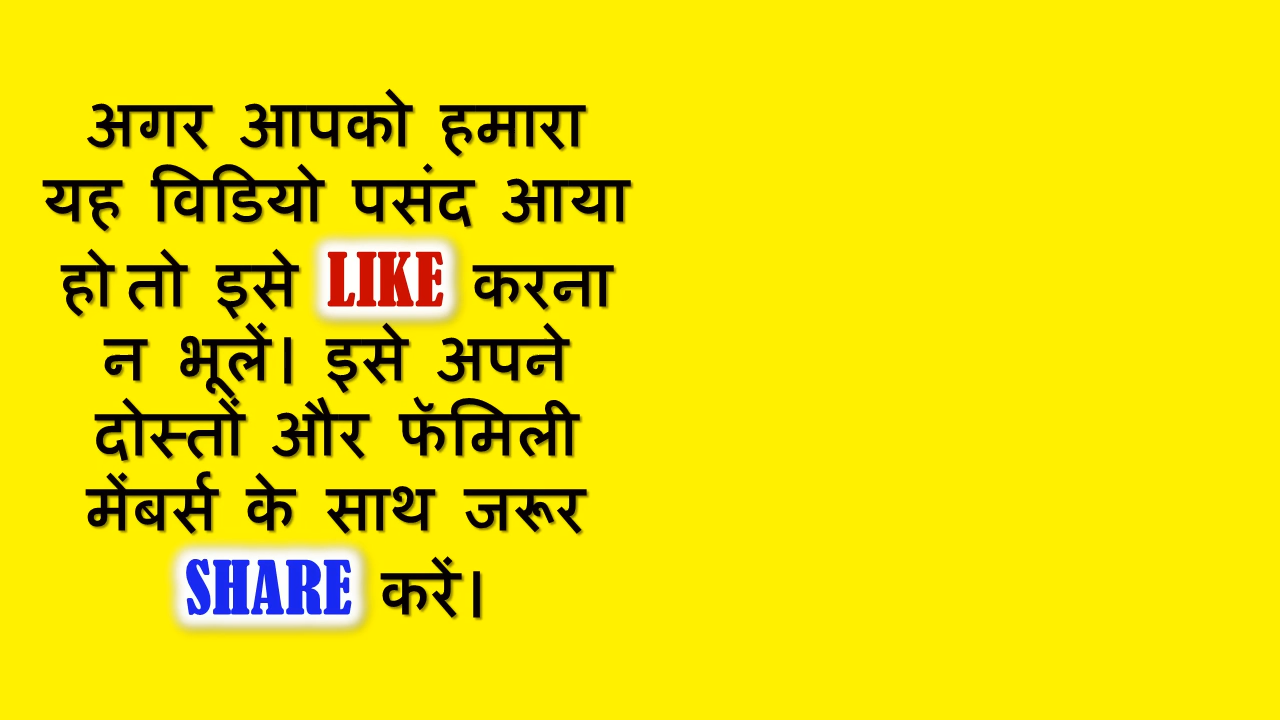 अगर आपको हमारा
यह विडियो पसंद आया
हो तो इसे LIKE करना
न भूलें। इसे अपने
दोस्तों और फॅमिली
मेंबर्स के साथ जरूर
SHARE करें।